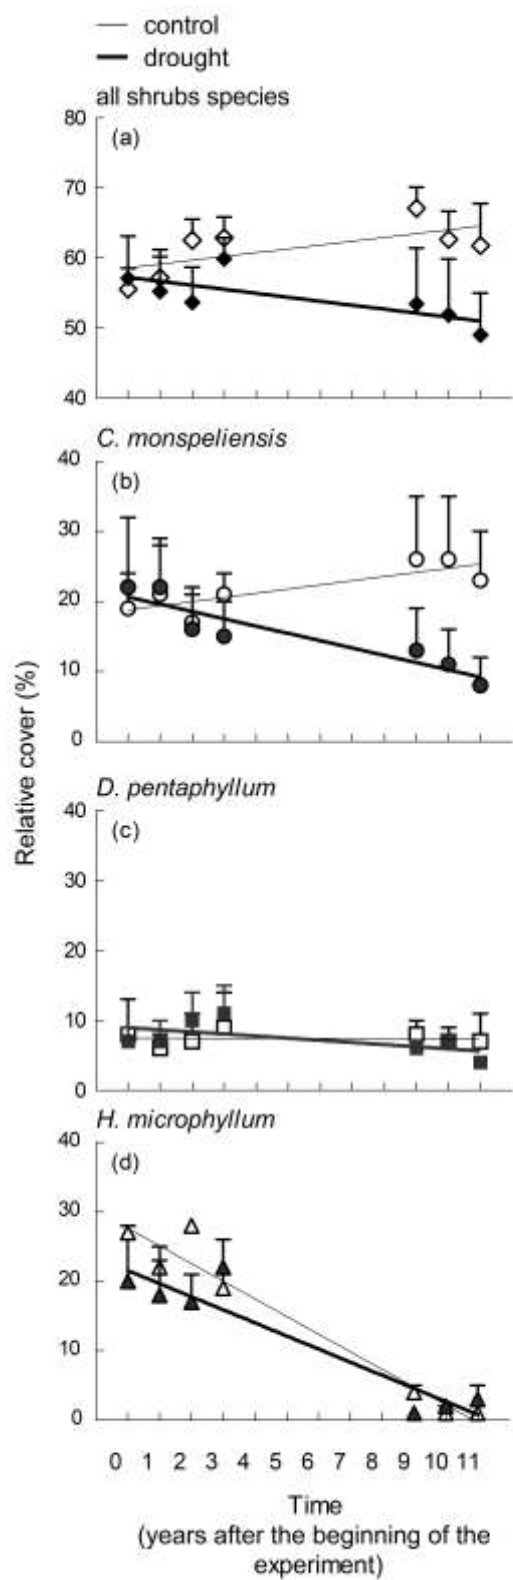 control
drought
all shrubs species
80
(a)
70
60
50
40
C. monspeliensis
40
(b)
30
20
10
0
Relative cover (%)
D. pentaphyllum
40
(c)
30
20
10
0
H. microphyllum
40
(d)
30
20
10
0
0 1 2 3 4 5 6 7 8 9 10 11
Time
(years after the beginning of the
experiment)